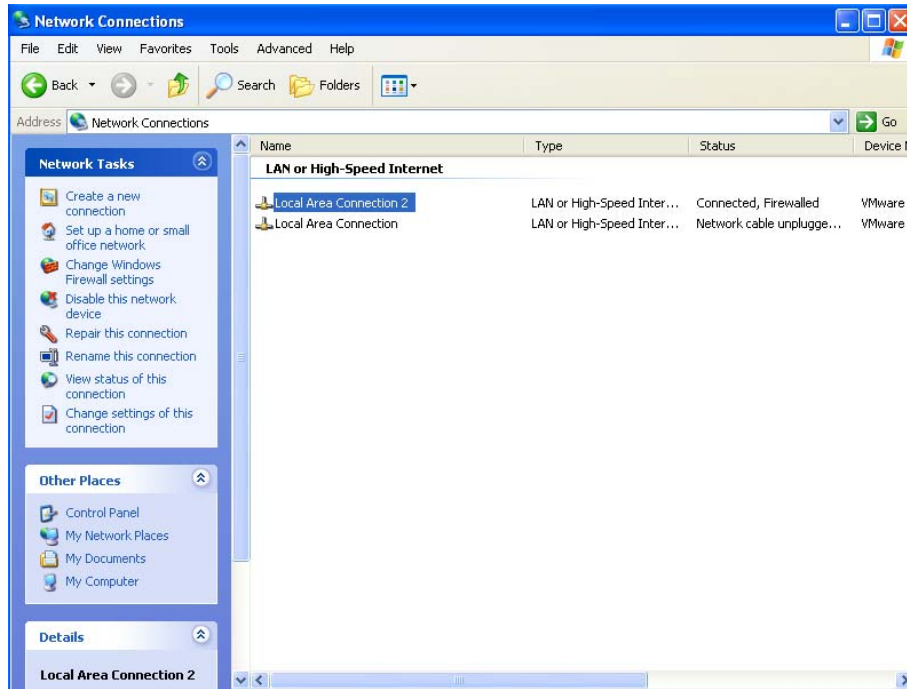 Network Connections
File Edit View Favorites Tools Advanced Help
Back Search Folders
Address Network Connections Go
Network Tasks
Create a new
connection
Set up a home or small
office network
Change Windows
Firewall settings
Disable this network
device
Repair this connection
Rename this connection
View status of this
connection
Change settings of this
connection
Other Places
Control Panel
My Network Places
My Documents
My Computer
Details
Local Area Connection 2
Name Type Status Device
LAN or High-Speed Internet
Local Area Connection 2 LAN or High-Speed Inter... Connected, Firewalled VMware
Local Area Connection LAN or High-Speed Inter... Network cable unplugge... VMware